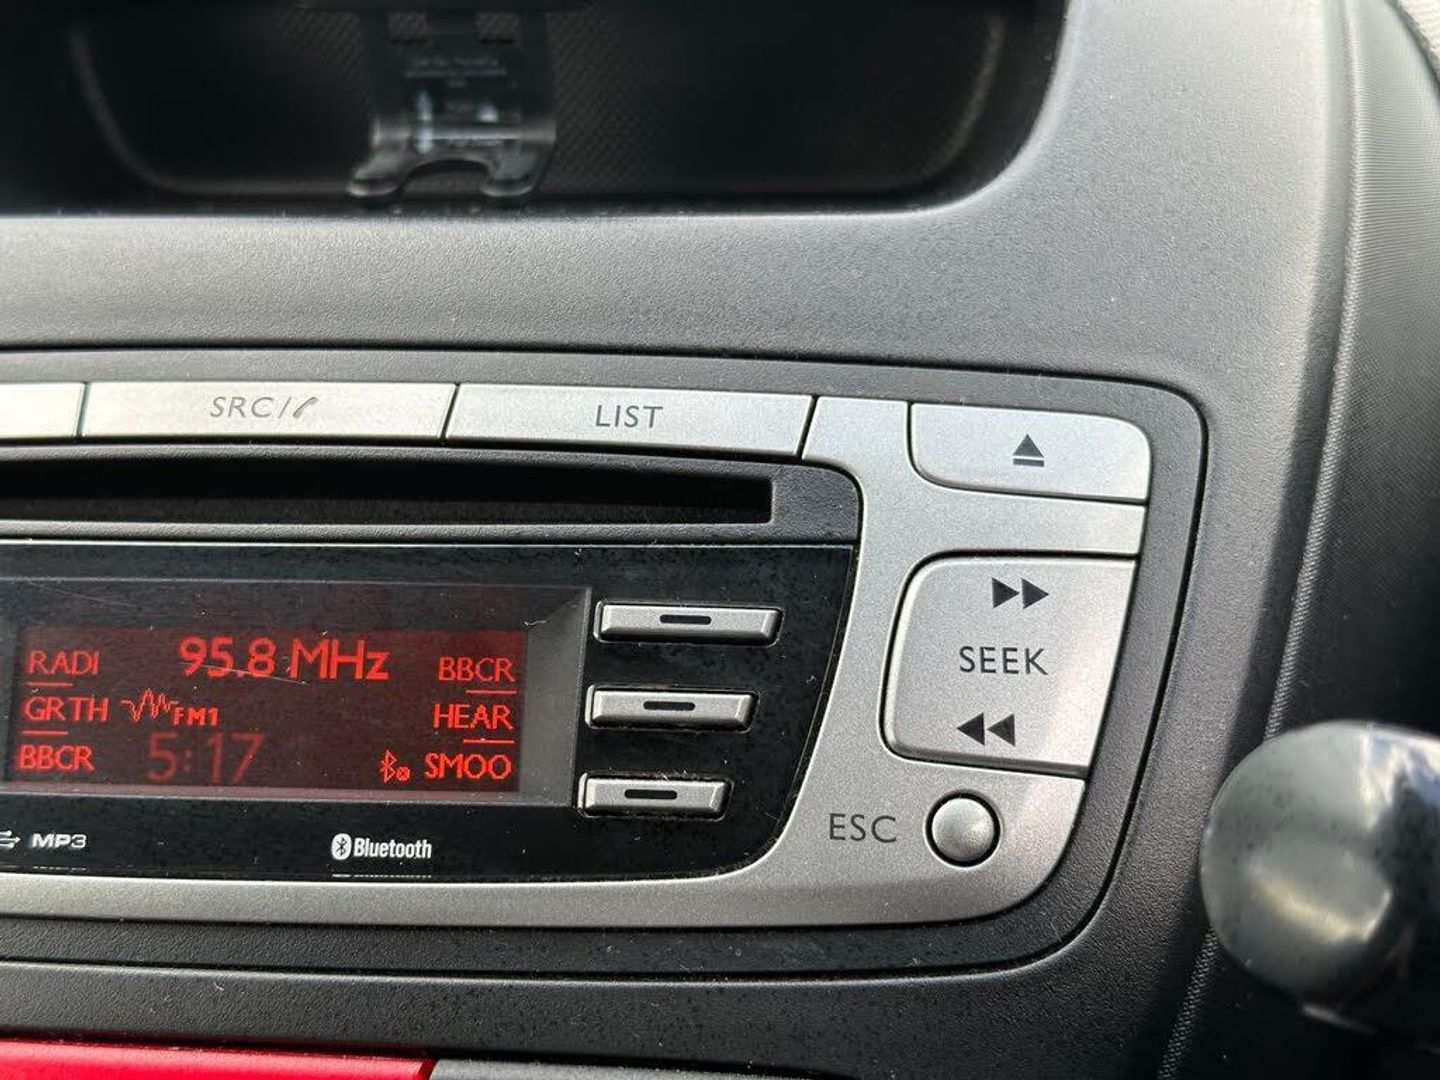 SRC/
LIST
SEEK
RADI 95.8 MHz BBCR
GRTH FM1 HEAR
BBCR 5:17 SMOO
ESC
MP3 Bluetooth